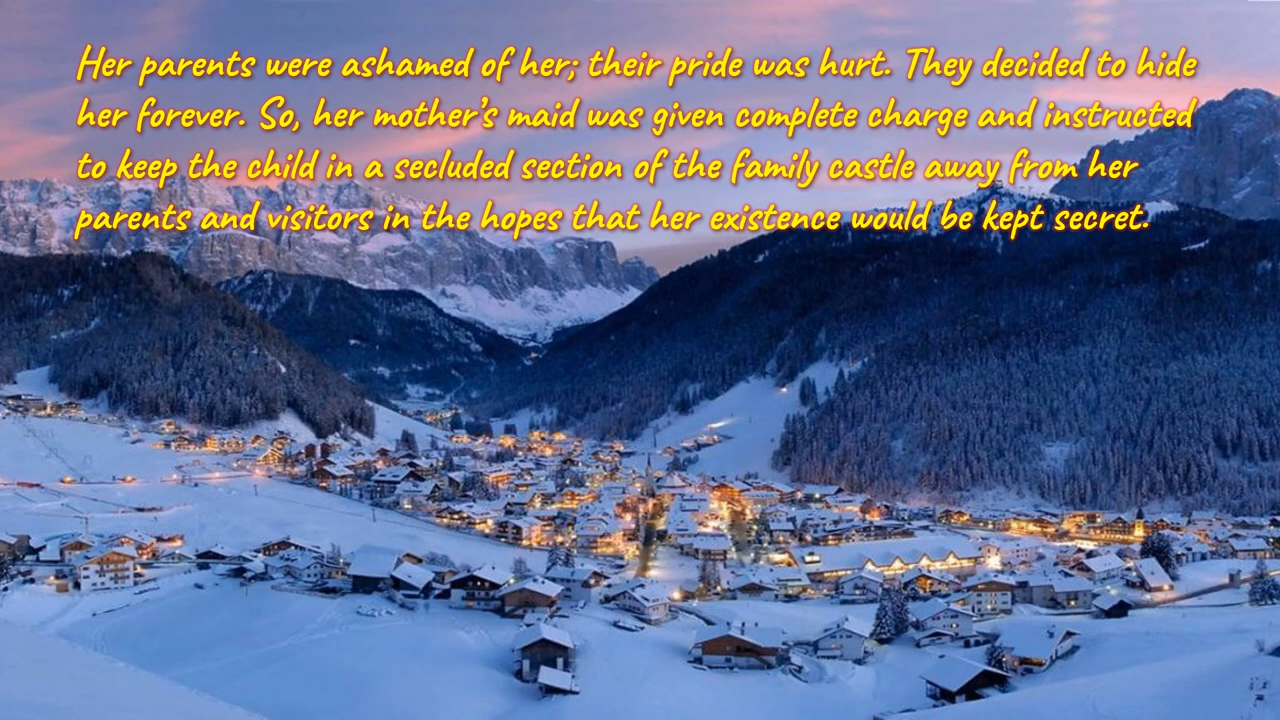 Her parents were ashamed of her; their pride was hurt. They decided to hide
her forever. So, her mother’s maid was given complete charge and instructed
to keep the child in a secluded section of the family castle away from her
parents and visitors in the hopes that her existence would be kept secret.